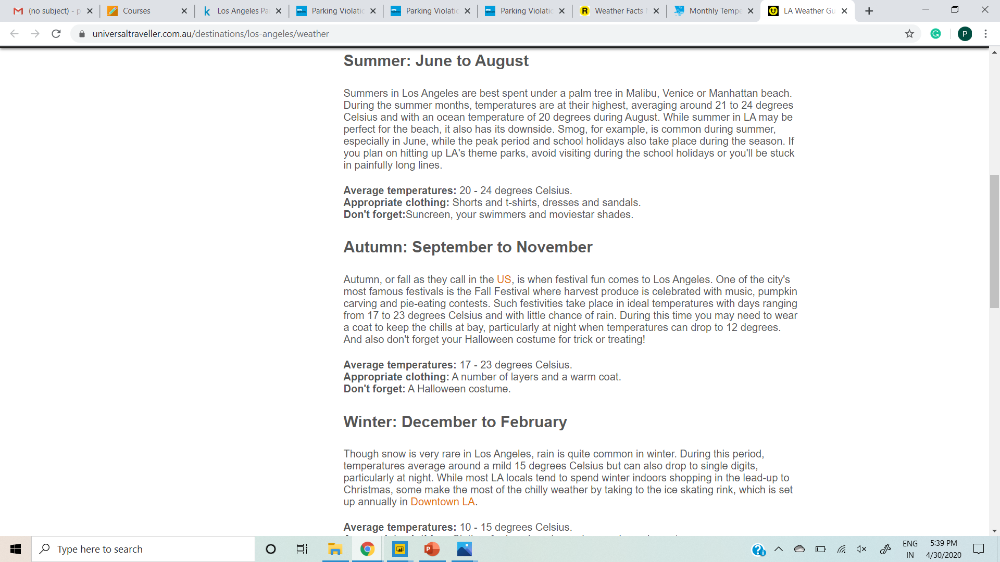 (no subject) - p
Courses
Los Angeles Pa
Parking Violatio
Parking Violatio
Parking Violatio
Weather Facts
Monthly Tempe
LA Weather Gu
universaltraveller.com.au/destinations/los-angeles/weather
P
Summer: June to August
Summers in Los Angeles are best spent under a palm tree in Malibu, Venice or Manhattan beach.
During the summer months, temperatures are at their highest, averaging around 21 to 24 degrees
Celsius and with an ocean temperature of 20 degrees during August. While summer in LA may be
perfect for the beach, it also has its downside. Smog, for example, is common during summer,
especially in June, while the peak period and school holidays also take place during the season. If
you plan on hitting up LA's theme parks, avoid visiting during the school holidays or you'll be stuck
in painfully long lines.
Average temperatures: 20 - 24 degrees Celsius.
Appropriate clothing: Shorts and t-shirts, dresses and sandals.
Don't forget:Suncreen, your swimmers and moviestar shades.
Autumn: September to November
Autumn, or fall as they call in the US, is when festival fun comes to Los Angeles. One of the city's
most famous festivals is the Fall Festival where harvest produce is celebrated with music, pumpkin
carving and pie-eating contests. Such festivities take place in ideal temperatures with days ranging
from 17 to 23 degrees Celsius and with little chance of rain. During this time you may need to wear
a coat to keep the chills at bay, particularly at night when temperatures can drop to 12 degrees.
And also don't forget your Halloween costume for trick or treating!
Average temperatures: 17 - 23 degrees Celsius.
Appropriate clothing: A number of layers and a warm coat.
Don't forget: A Halloween costume.
Winter: December to February
Though snow is very rare in Los Angeles, rain is quite common in winter. During this period,
temperatures average around a mild 15 degrees Celsius but can also drop to single digits,
particularly at night. While most LA locals tend to spend winter indoors shopping in the lead-up to
Christmas, some make the most of the chilly weather by taking to the ice skating rink, which is set
up annually in Downtown LA.
Average temperatures: 10 - 15 degrees Celsius.
Type here to search
ENG
IN
5:39 PM
4/30/2020